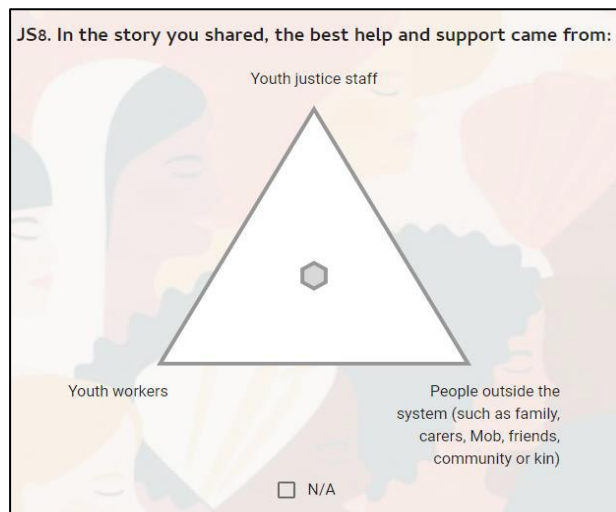 JS8. In the story you shared, the best help and support came from:
Youth justice staff
Youth workers
People outside the
system (such as family,
carers, Mob, friends,
community or kin)
N/A